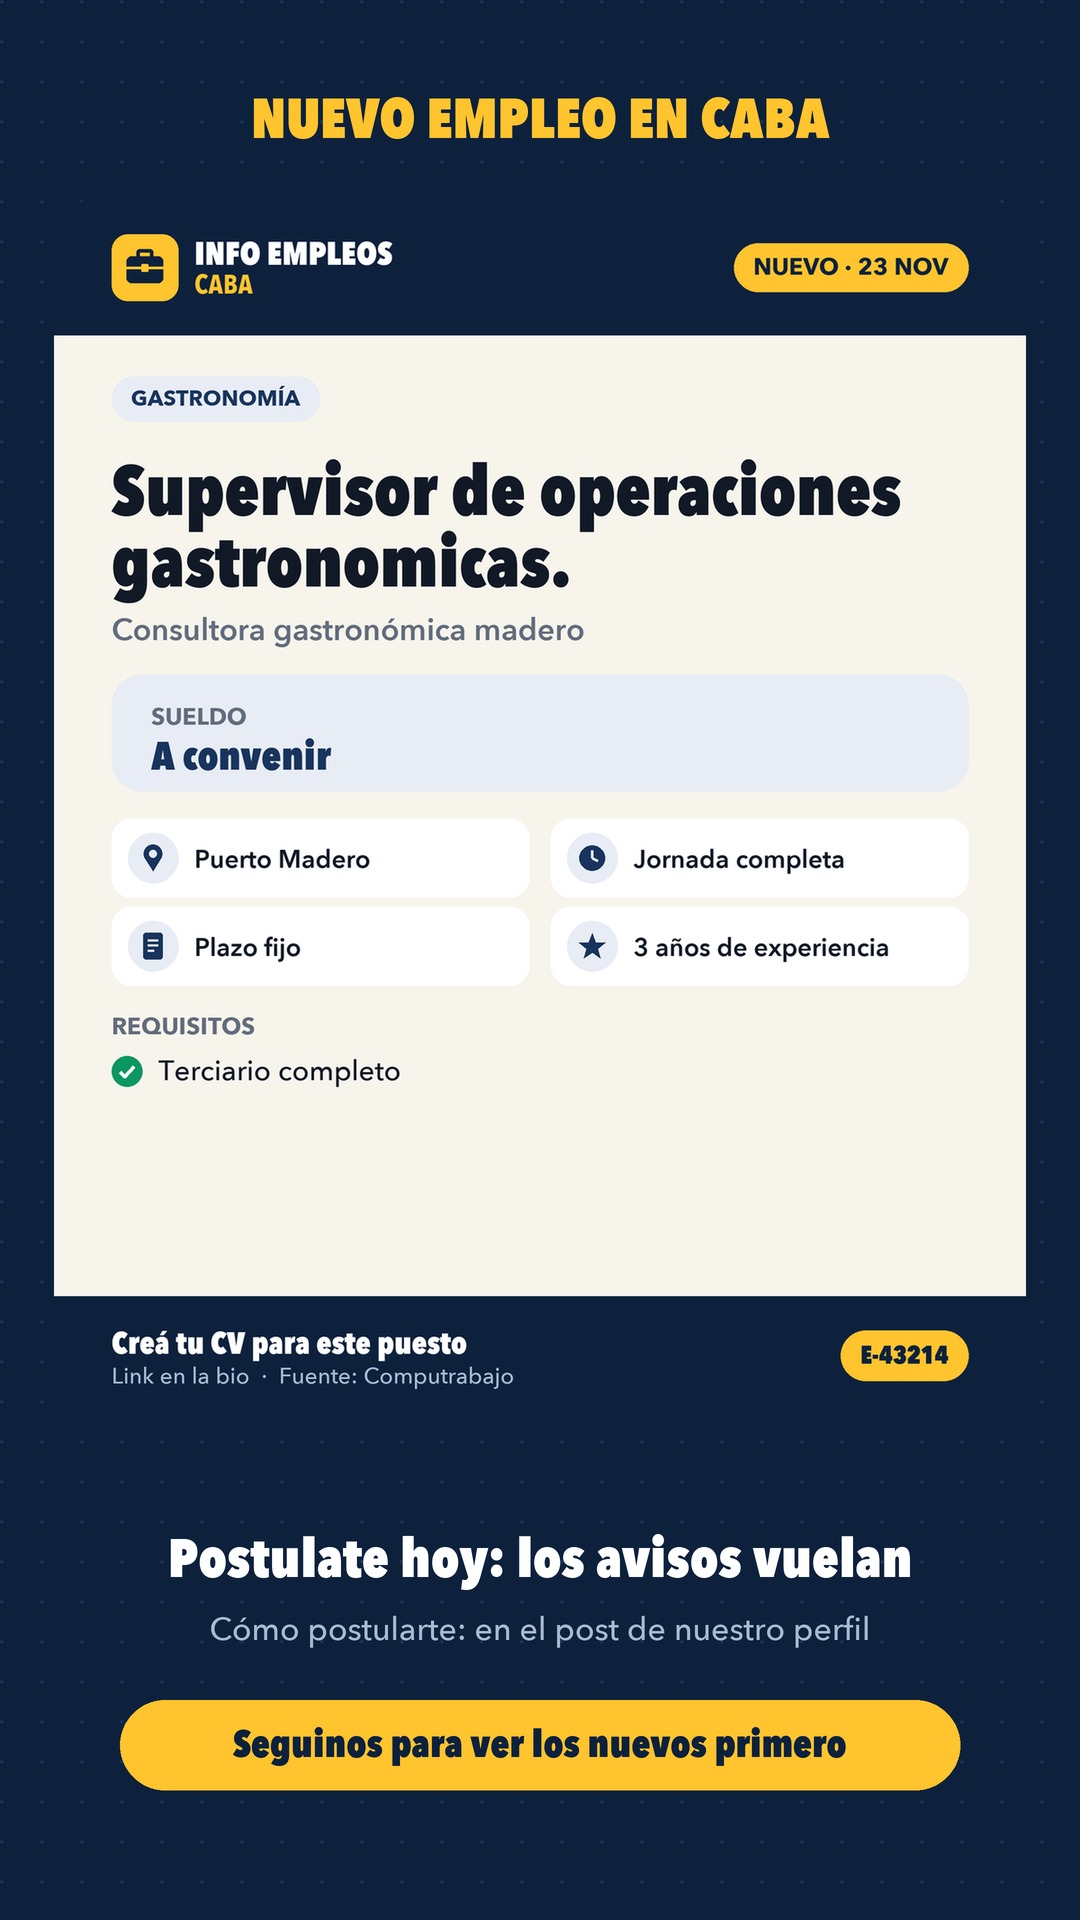 NUEVO EMPLEO EN CABA
INFO EMPLEOS
CABA
NUEVO · 23 NOV
GASTRONOMÍA
Supervisor de operaciones
gastronomicas.
Consultora gastronómica madero
SUELDO
A convenir
Puerto Madero
Jornada completa
Plazo fijo
3 años de experiencia
REQUISITOS
Terciario completo
Creá tu CV para este puesto
Link en la bio · Fuente: Computrabajo
E-43214
Postulate hoy: los avisos vuelan
Cómo postularte: en el post de nuestro perfil
Seguinos para ver los nuevos primero